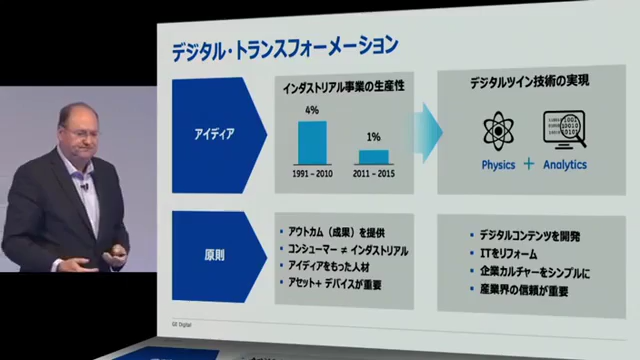 デジタル・トランスフォーメーション
アイディア
インダストリアル事業の生産性
4%
1%
1991 – 2010
2011 – 2015
デジタルツイン技術の実現
Physics + Analytics
原則
• アウトカム（成果）を提供
• コンシューマー ≠ インダストリアル
• アイディアをもった人材
• アセット+ デバイスが重要
• デジタルコンテンツを開発
• ITをリフォーム
• 企業カルチャーをシンプルに
• 産業界の信頼が重要
GE Digital